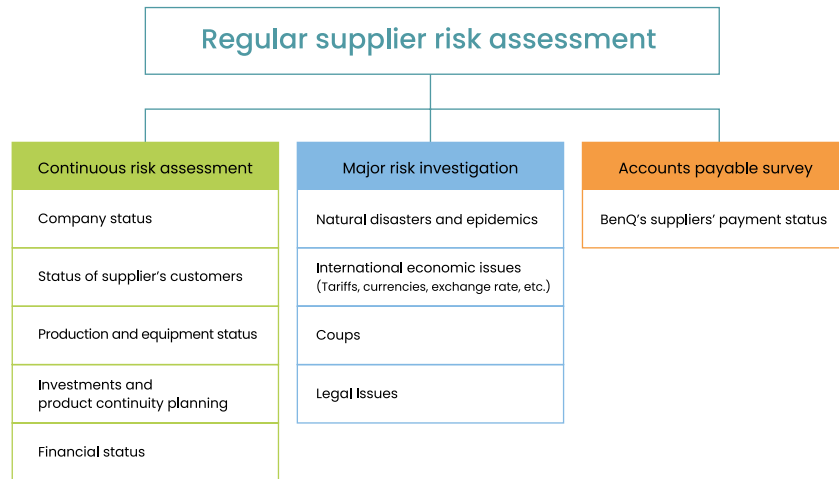 Regular supplier risk assessment
Continuous risk assessment
Company status
Status of supplier's customers
Production and equipment status
Investments and
product continuity planning
Financial status
Major risk investigation
Natural disasters and epidemics
International economic issues
(Tariffs, currencies, exchange rate, etc.)
Coups
Legal Issues
Accounts payable survey
BenQ's suppliers' payment status